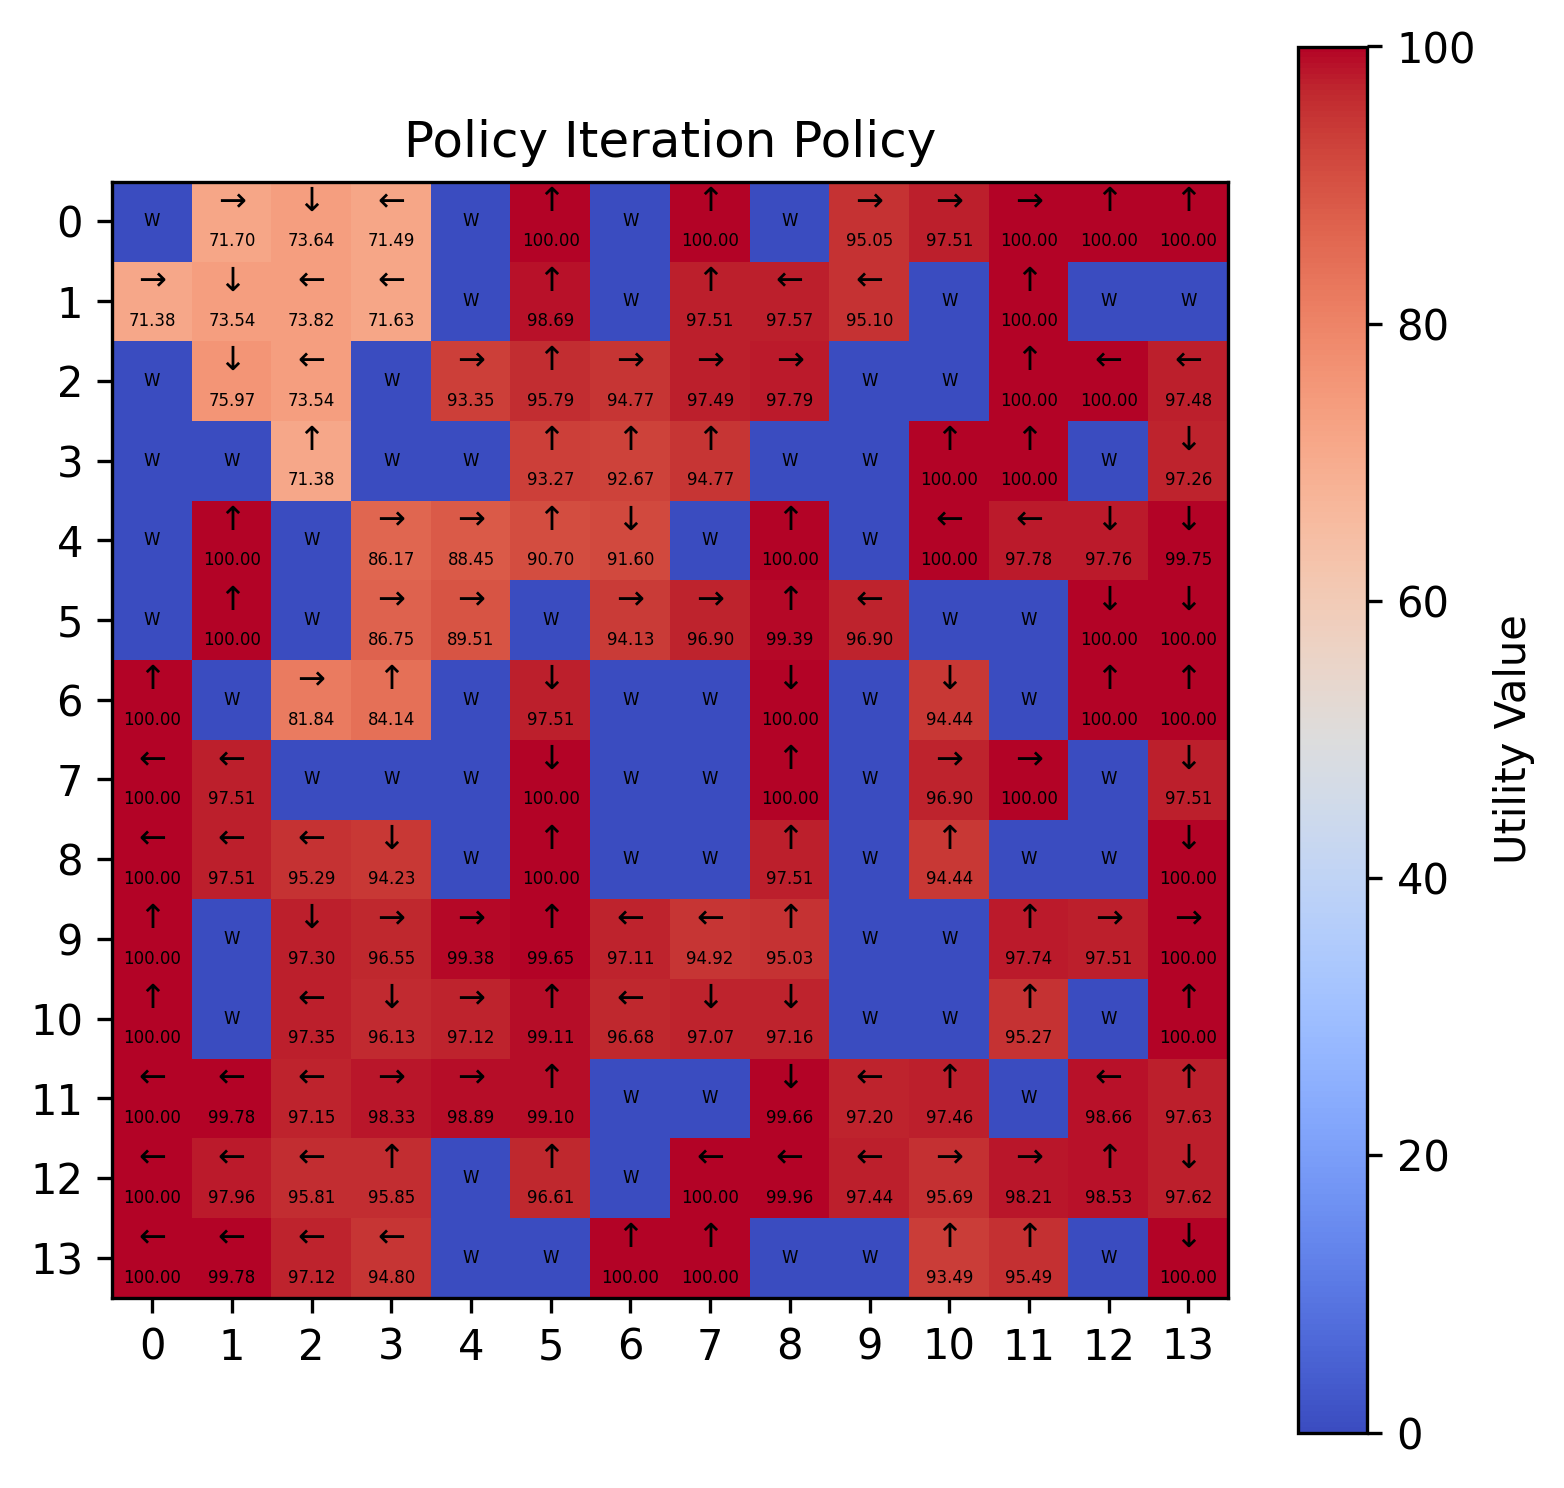 Policy Iteration Policy
0 W → ↓ ← W ↑ W ↑ W → → → ↑ ↑
71.70 73.64 71.49 100.00 100.00 95.05 97.51 100.00 100.00 100.00
1 → ↓ ← ← W ↑ W ↑ ← ← W ↑ W W
71.38 73.54 73.82 71.63 98.69 97.51 97.57 95.10 100.00
2 W ↓ ← W → ↑ → → → W W ↑ ← ←
75.97 73.54 93.35 95.79 94.77 97.49 97.79 100.00 100.00 97.48
3 W W ↑ W W ↑ ↑ ↑ W W ↑ ↑ W ↓
71.38 93.27 92.67 94.77 100.00 100.00 97.26
4 W ↑ W → → ↑ ↓ W ↑ W ← ← ↓ ↓
100.00 86.17 88.45 90.70 91.60 100.00 100.00 97.78 97.76 99.75
5 W ↑ W → → W → → ↑ ← W W ↓ ↓
100.00 86.75 89.51 94.13 96.90 99.39 96.90 100.00 100.00
6 ↑ W → ↑ W ↓ W W ↓ W ↓ W ↑ ↑
100.00 81.84 84.14 97.51 100.00 94.44 100.00 100.00
7 ← ← W W W ↓ W W ↑ W → → W ↓
100.00 97.51 100.00 100.00 96.90 100.00 97.51
8 ← ← ← ↓ W ↑ W W ↑ W ↑ W W ↓
100.00 97.51 95.29 94.23 100.00 97.51 94.44 100.00
9 ↑ W ↓ → → ↑ ← ← ↑ W W ↑ → →
100.00 97.30 96.55 99.38 99.65 97.11 94.92 95.03 97.74 97.51 100.00
10 ↑ W ← ↓ → ↑ ← ↓ ↓ W W ↑ W ↑
100.00 97.35 96.13 97.12 99.11 96.68 97.07 97.16 95.27 100.00
11 ← ← ← → → ↑ W W ↓ ← ↑ W ← ↑
100.00 99.78 97.15 98.33 98.89 99.10 99.66 97.20 97.46 98.66 97.63
12 ← ← ← ↑ W ↑ W ← ← ← → → ↑ ↓
100.00 97.96 95.81 95.85 96.61 100.00 99.96 97.44 95.69 98.21 98.53 97.62
13 ← ← ← ← W W ↑ ↑ W W ↑ ↑ W ↓
100.00 99.78 97.12 94.80 100.00 100.00 93.49 95.49 100.00
0 1 2 3 4 5 6 7 8 9 10 11 12 13
100
80
60
40
20
0
Utility Value